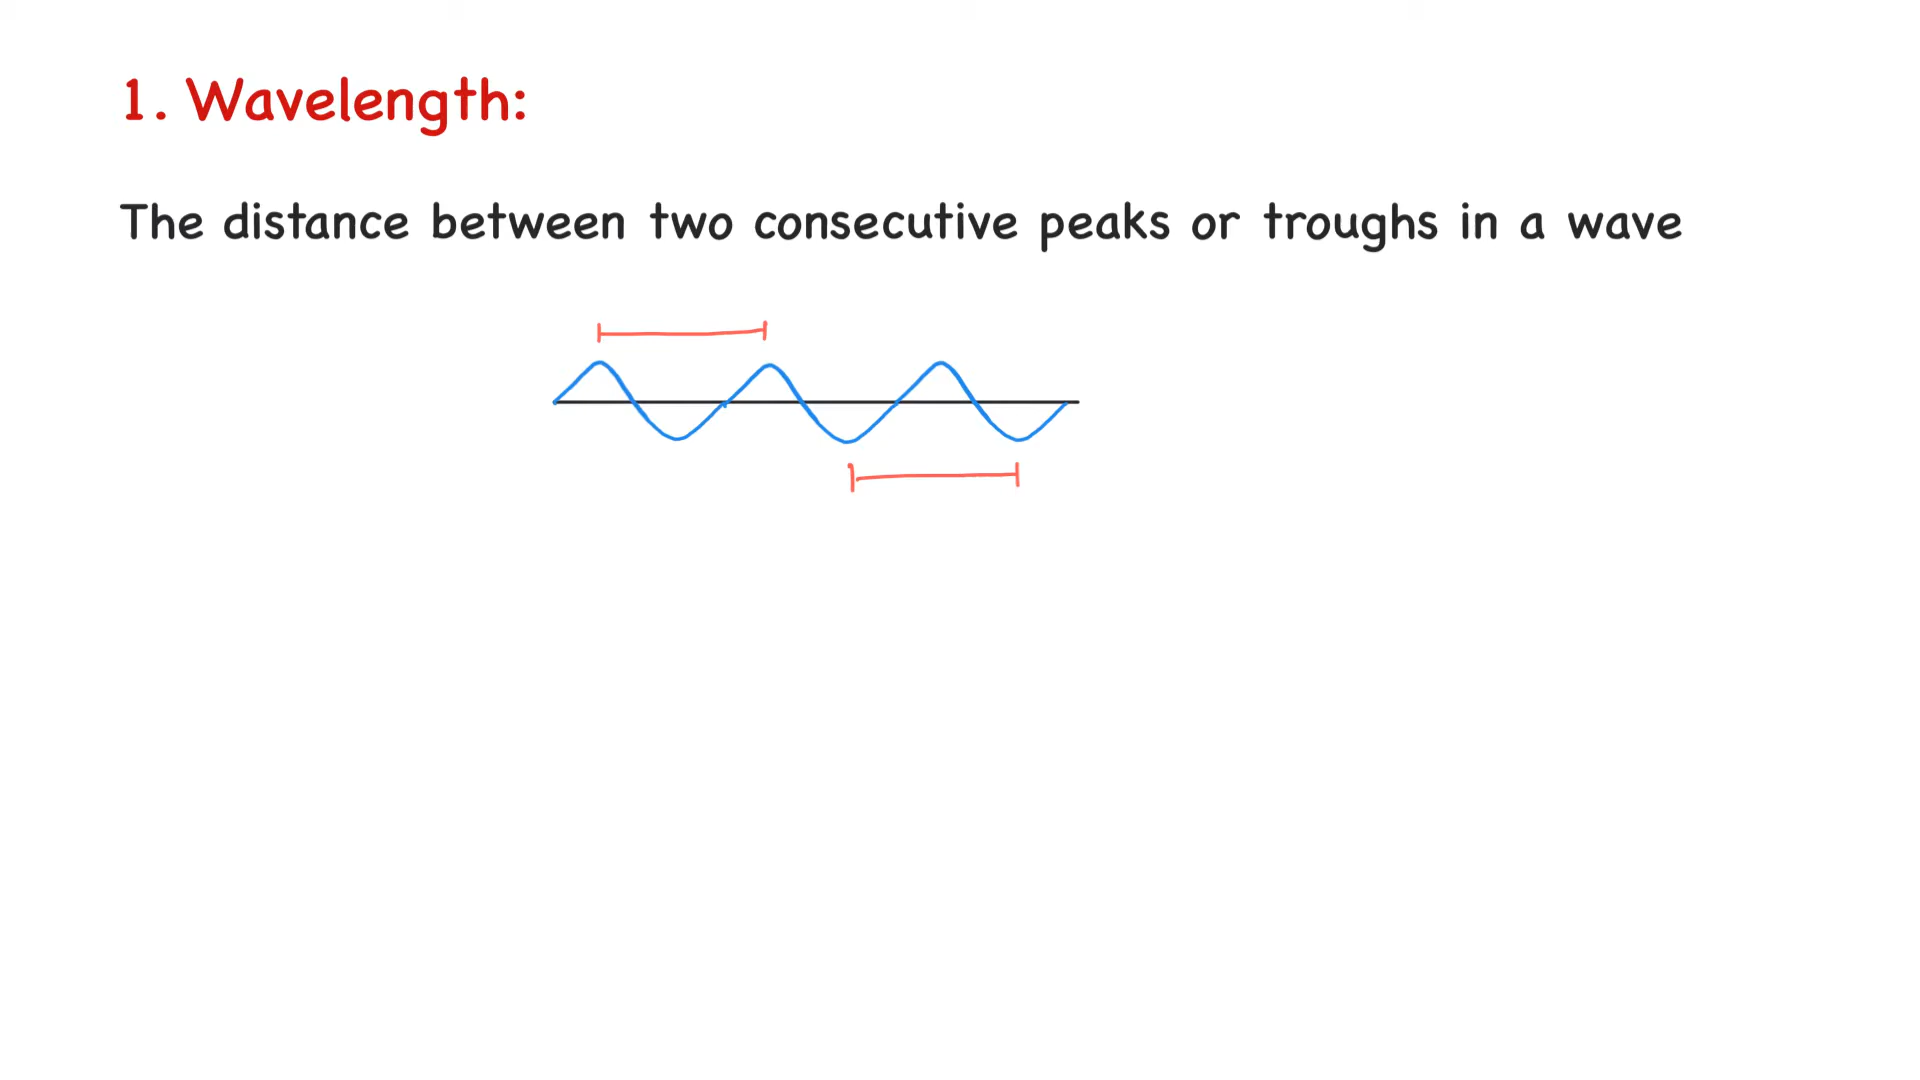 1. Wavelength:
The distance between two consecutive peaks or troughs in a wave